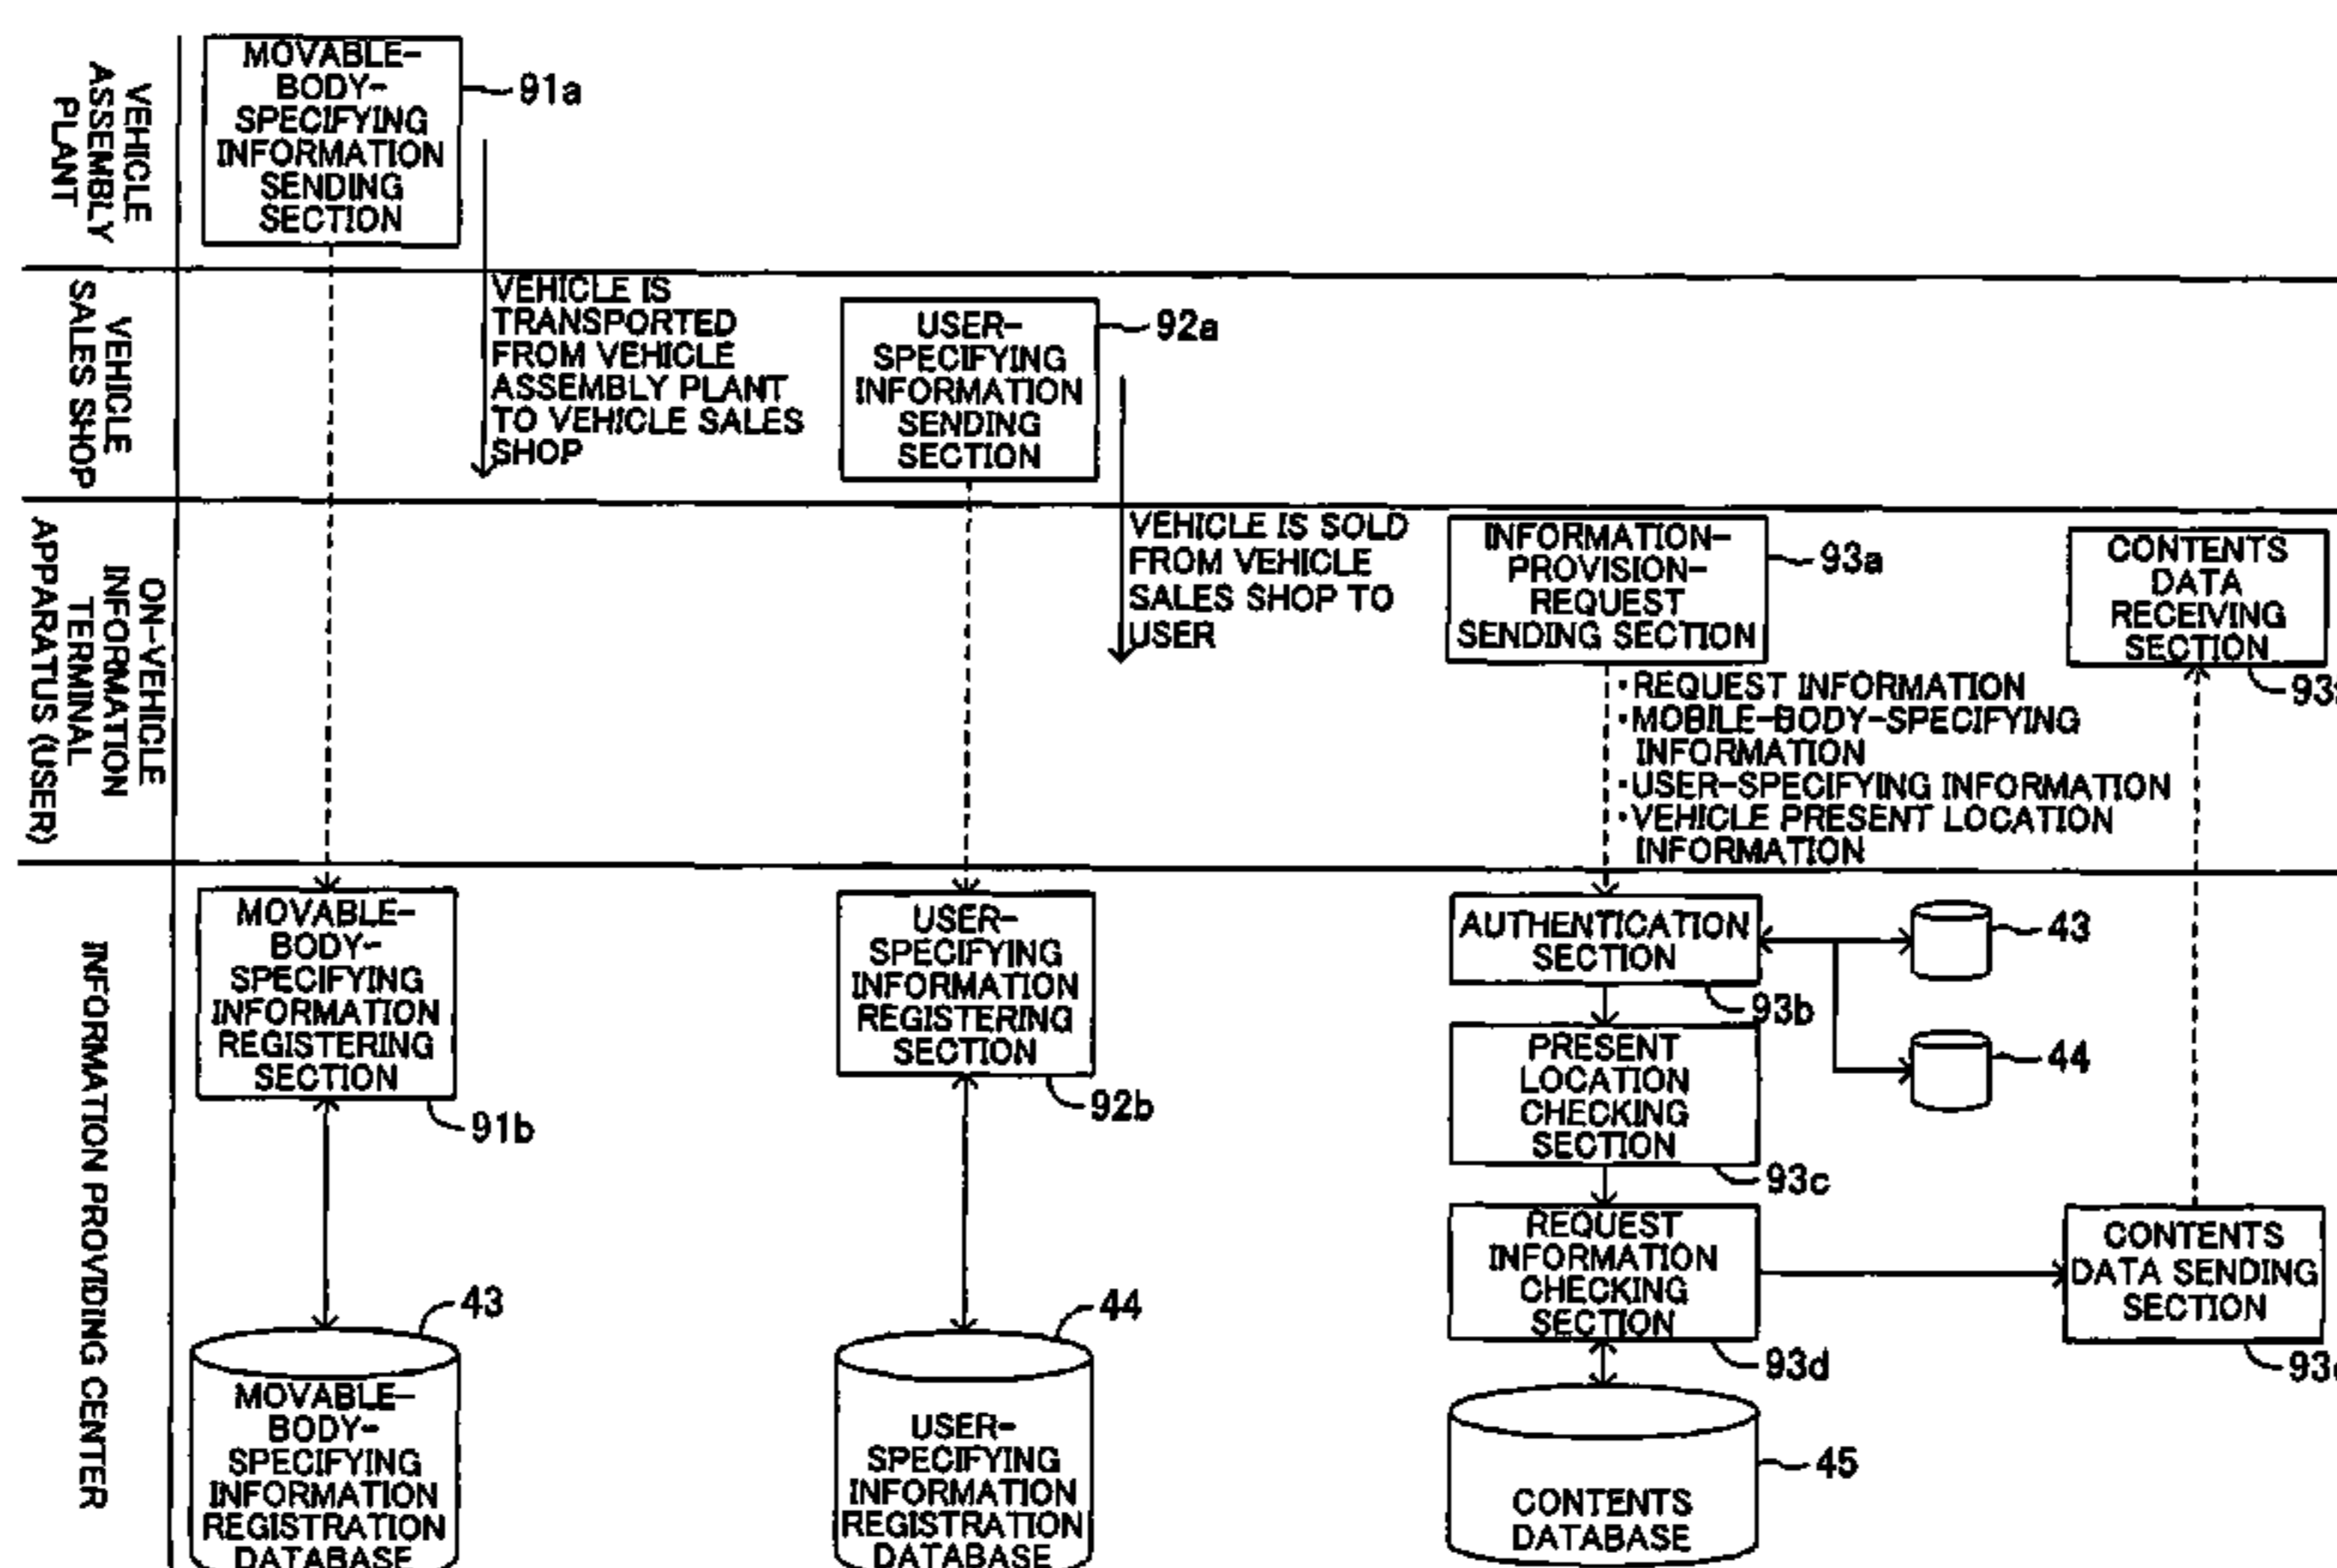 VEHICLE
ASSEMBLY
PLANT
MOVABLE-
BODY-
SPECIFYING
INFORMATION
SENDING
SECTION
91a
VEHICLE
SALES SHOP
VEHICLE IS
TRANSPORTED
FROM VEHICLE
ASSEMBLY PLANT
TO VEHICLE SALES
SHOP
USER-
SPECIFYING
INFORMATION
SENDING
SECTION
92a
ON-VEHICLE
INFORMATION
TERMINAL
APPARATUS (USER)
VEHICLE IS SOLD
FROM VEHICLE
SALES SHOP TO
USER
INFORMATION-
PROVISION-
REQUEST
SENDING SECTION
93a
CONTENTS
DATA
RECEIVING
SECTION
・REQUEST INFORMATION
・MOBILE-BODY-SPECIFYING
INFORMATION
・USER-SPECIFYING INFORMATION
・VEHICLE PRESENT LOCATION
INFORMATION
INFORMATION PROVIDING CENTER
MOVABLE-
BODY-
SPECIFYING
INFORMATION
REGISTERING
SECTION
91b
43
MOVABLE-
BODY-
SPECIFYING
INFORMATION
REGISTRATION
DATABASE
USER-
SPECIFYING
INFORMATION
REGISTERING
SECTION
92b
44
USER-
SPECIFYING
INFORMATION
REGISTRATION
DATABASE
AUTHENTICATION
SECTION
93b
43
44
PRESENT
LOCATION
CHECKING
SECTION
93c
REQUEST
INFORMATION
CHECKING
SECTION
93d
CONTENTS
DATA SENDING
SECTION
45
CONTENTS
DATABASE